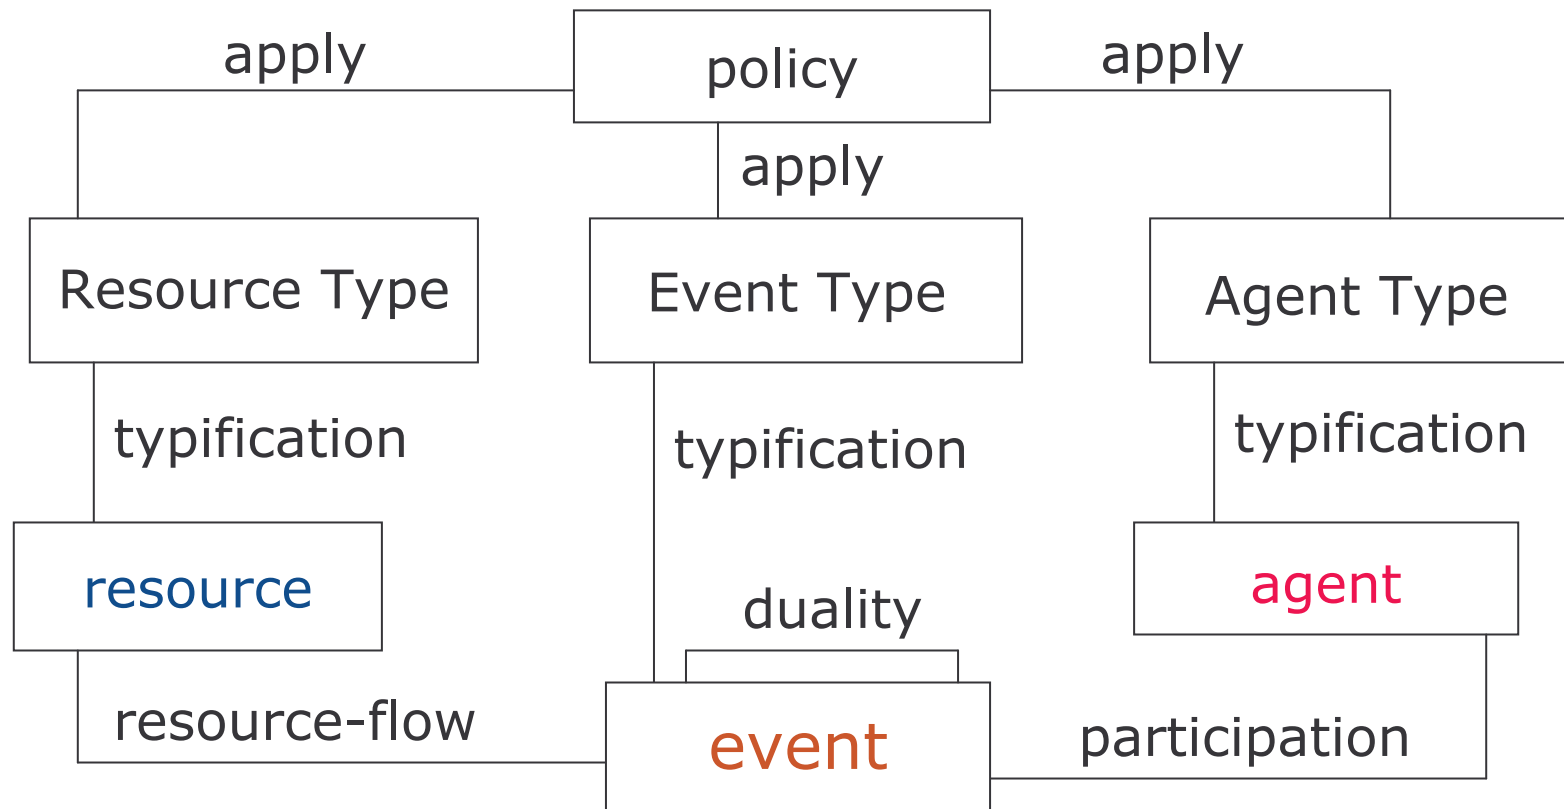 apply
policy
apply
apply
Resource Type
Event Type
Agent Type
typification
typification
typification
resource
agent
duality
resource-flow
event
participation